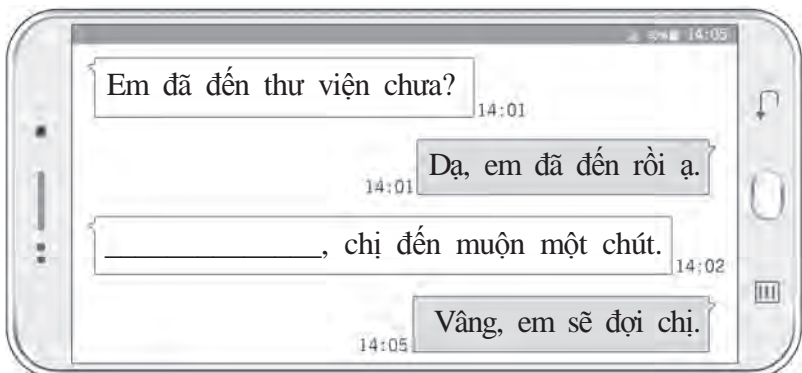 14:05
Em đã đến thư viện chưa?
14:01
Dạ, em đã đến rồi ạ.
14:01
_______________, chị đến muộn một chút.
14:02
Vâng, em sẽ đợi chị.
14:05